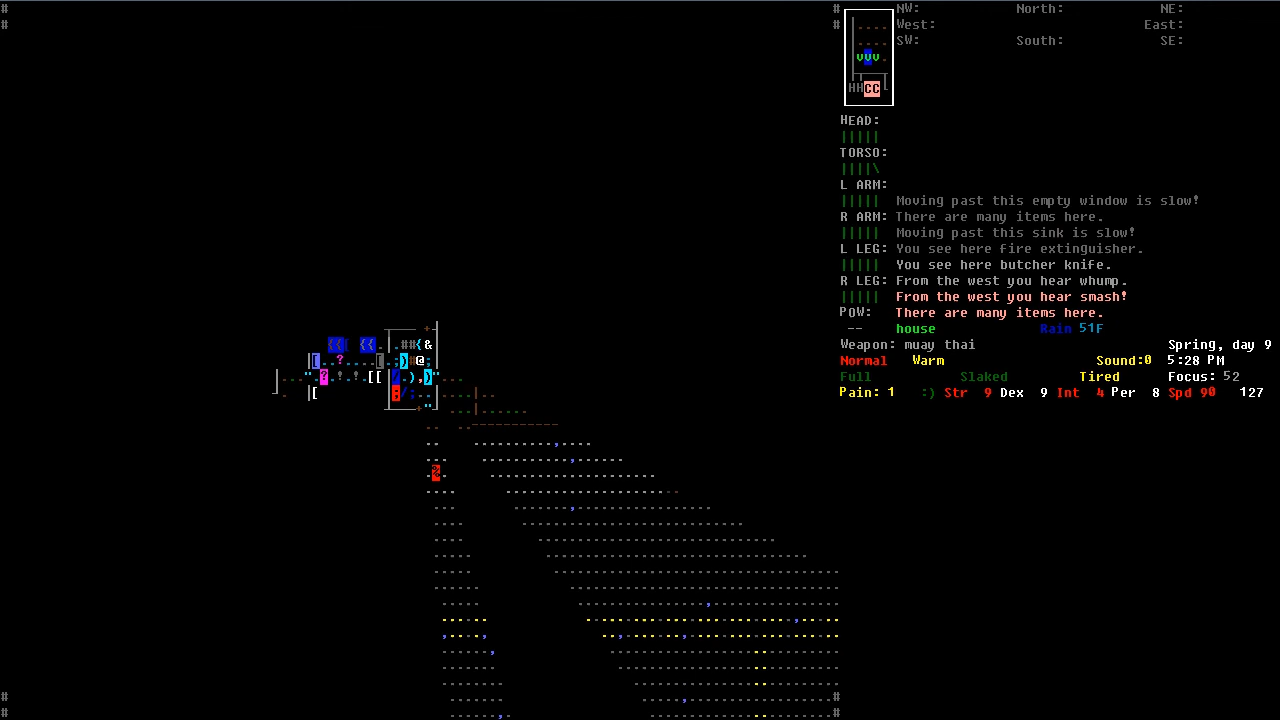 NW: North: NE:
West: East:
SW: South: SE:
HEAD:
|||||
TORSO:
||||\
L ARM:
||||| Moving past this empty window is slow!
R ARM: There are many items here.
||||| Moving past this sink is slow!
L LEG: You see here fire extinguisher.
||||| You see here butcher knife.
R LEG: From the west you hear whump.
||||| From the west you hear smash!
POW: There are many items here.
-- house Rain 51F
Weapon: muay thai Spring, day 9
Normal Warm Sound:0 5:28 PM
Full Slaked Tired Focus: 52
Pain: 1 :) Str 9 Dex 9 Int 4 Per 8 Spd 90 127